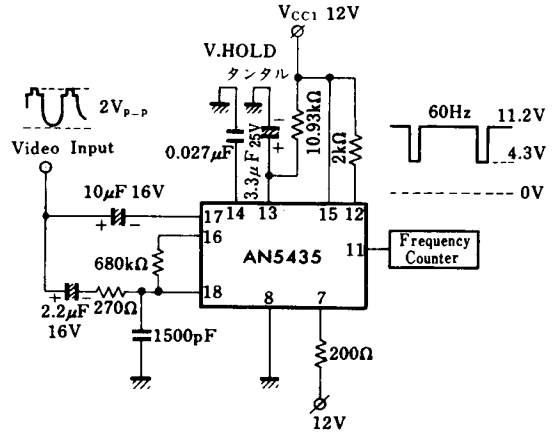 VCC1 12V
V.HOLD
タンタル
2Vp-p
Video Input
0.027μF
3.3μF 25V
10.93kΩ
2kΩ
60Hz
11.2V
4.3V
0V
10μF 16V
+ -
17
14
13
15
12
16
11
AN5435
Frequency
Counter
680kΩ
18
8
7
+ -
2.2μF
16V
270Ω
1500pF
200Ω
12V
- +